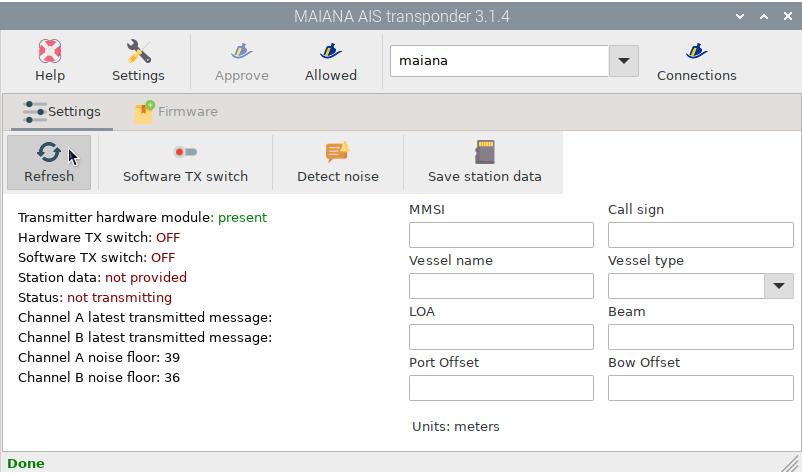 MAIANA AIS transponder 3.1.4
Help
Settings
Approve
Allowed
maiana
Connections
Settings
Firmware
Refresh
Software TX switch
Detect noise
Save station data
Transmitter hardware module: present
Hardware TX switch: OFF
Software TX switch: OFF
Station data: not provided
Status: not transmitting
Channel A latest transmitted message:
Channel B latest transmitted message:
Channel A noise floor: 39
Channel B noise floor: 36
MMSI
Call sign
Vessel name
Vessel type
LOA
Beam
Port Offset
Bow Offset
Units: meters
Done